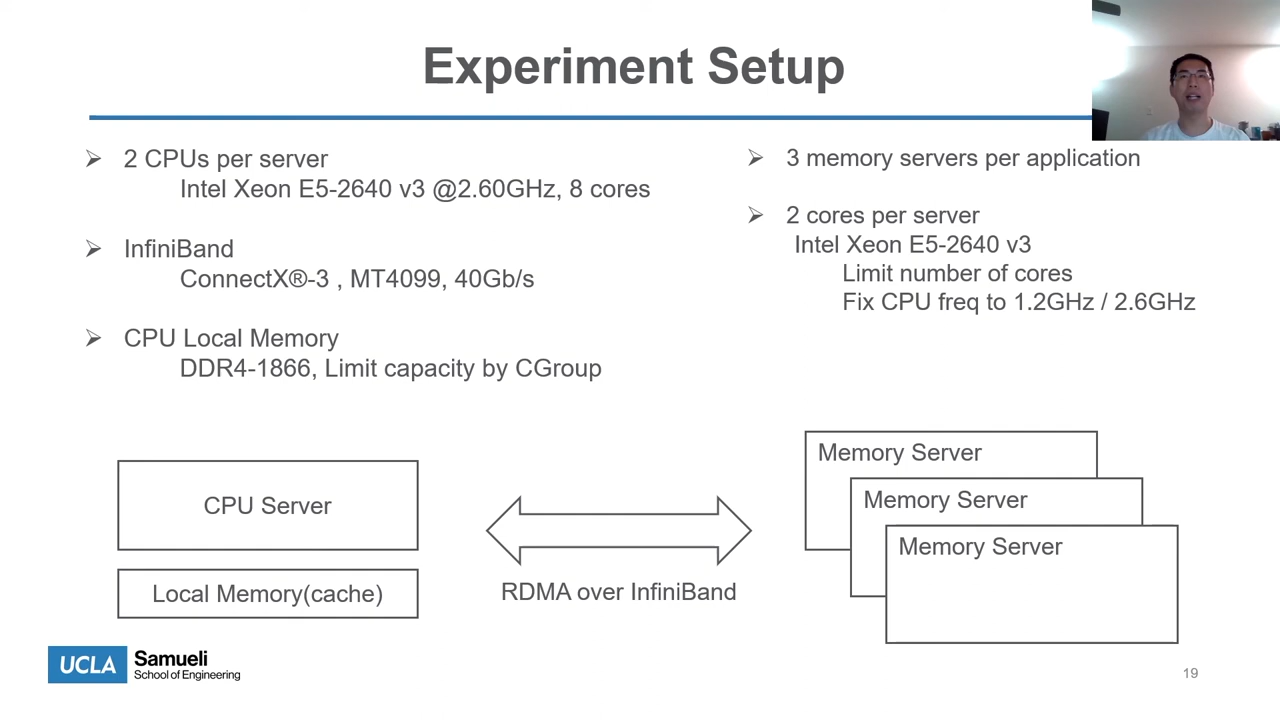 Experiment Setup
2 CPUs per server
Intel Xeon E5-2640 v3 @2.60GHz, 8 cores
InfiniBand
ConnectX®-3 , MT4099, 40Gb/s
CPU Local Memory
DDR4-1866, Limit capacity by CGroup
3 memory servers per application
2 cores per server
Intel Xeon E5-2640 v3
Limit number of cores
Fix CPU freq to 1.2GHz / 2.6GHz
CPU Server
Local Memory(cache)
RDMA over InfiniBand
Memory Server
Memory Server
Memory Server
UCLA Samueli
School of Engineering
19